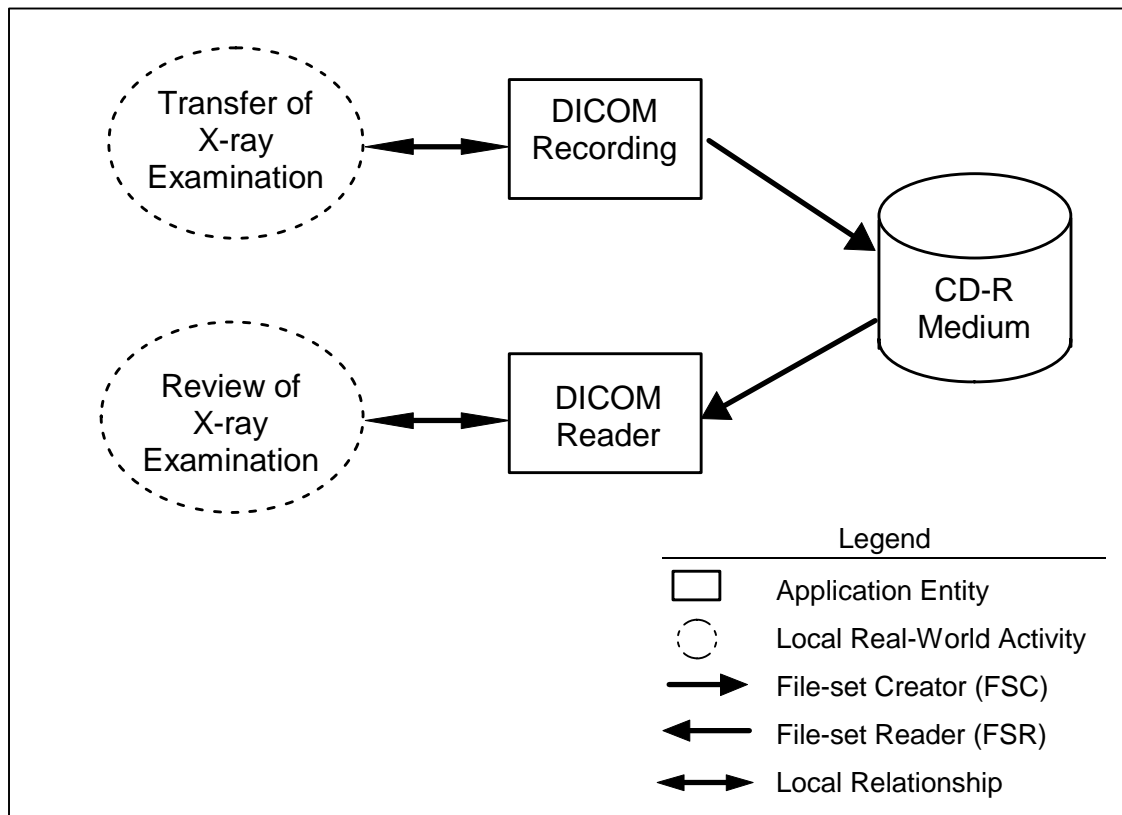 Transfer of
X-ray
Examination
DICOM
Recording
CD-R
Medium
Review of
X-ray
Examination
DICOM
Reader
Legend
Application Entity
Local Real-World Activity
File-set Creator (FSC)
File-set Reader (FSR)
Local Relationship